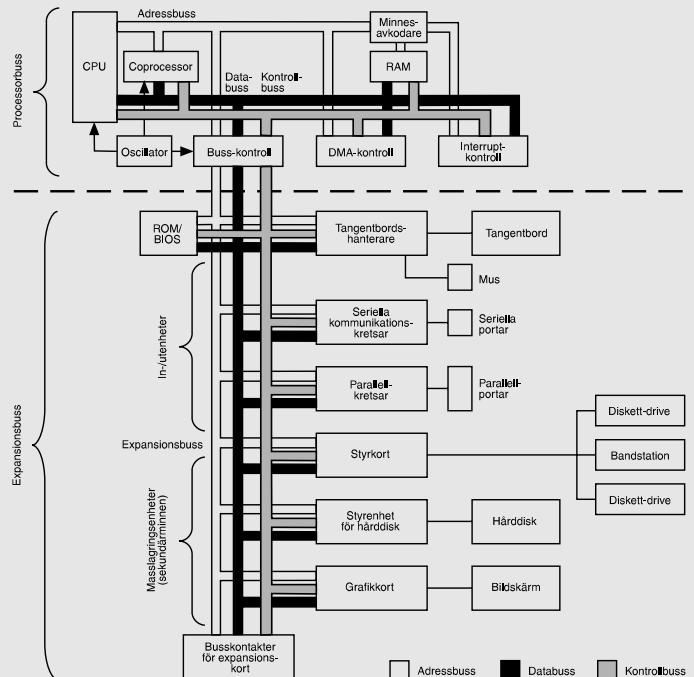 Adressbuss
Minnes-
avkodare
CPU
Coprocessor
RAM
Data-
buss
Kontroll-
buss
Processorbuss
Oscillator
Buss-kontroll
DMA-kontroll
Interrupt-
kontroll
ROM/
BIOS
Tangentbords-
hanterare
Tangentbord
Mus
In-/utenheter
Seriella
kommunikations-
kretsar
Seriella
portar
Parallell-
kretsar
Parallell-
portar
Expansionsbuss
Expansionsbuss
Styrkort
Diskett-drive
Bandstation
Diskett-drive
Masslagringsenheter
(sekundärminnen)
Styrenhet
för hårddisk
Hårddisk
Grafikkort
Bildskärm
Busskontakter
för expansions-
kort
Adressbuss
Databuss
Kontrollbuss